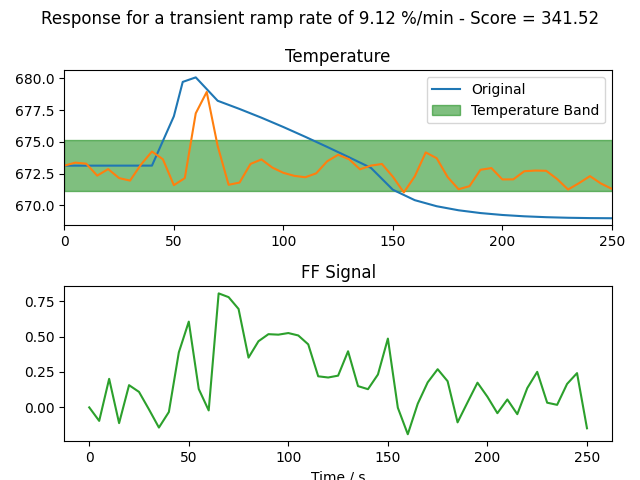 Response for a transient ramp rate of 9.12 %/min - Score = 341.52
Temperature
680.0
677.5
675.0
672.5
670.0
Original
Temperature Band
0 50 100 150 200 250
FF Signal
0.75
0.50
0.25
0.00
0 50 100 150 200 250
Time / s